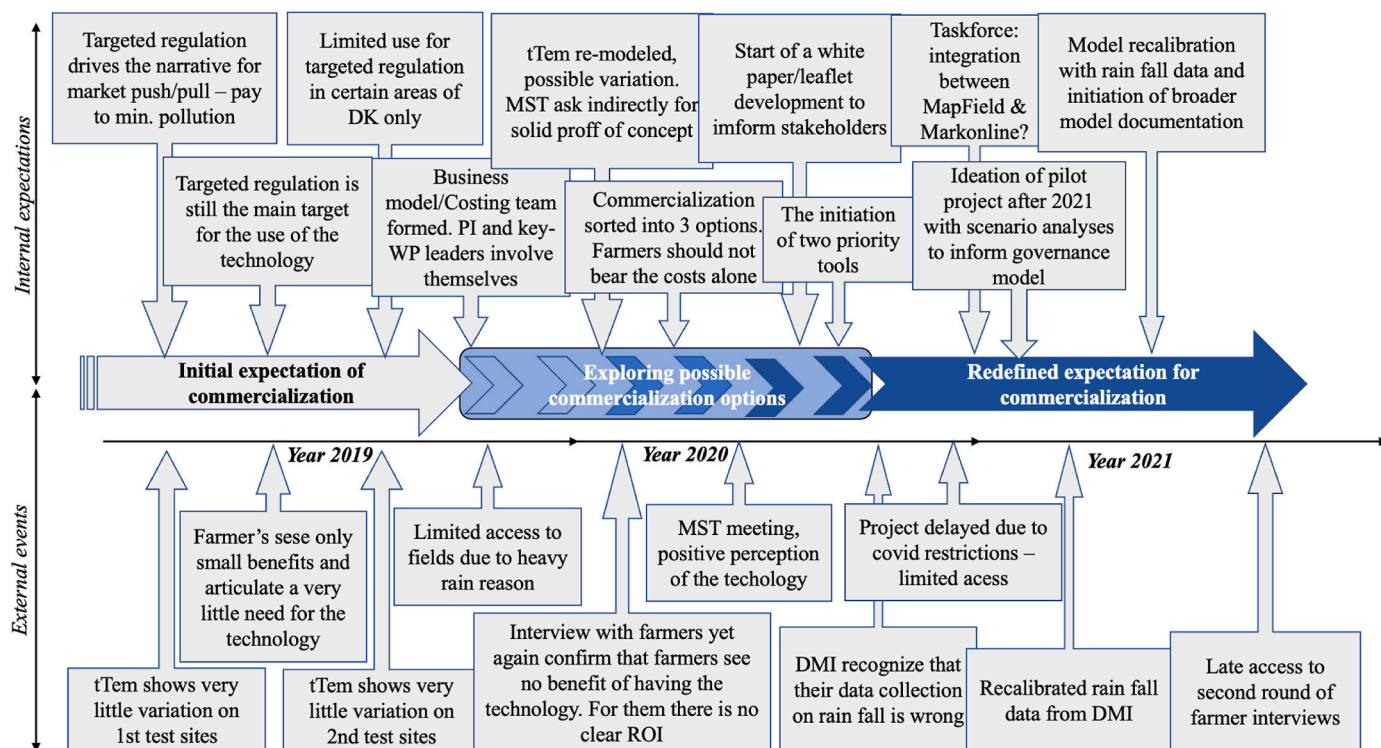 Internal expectations
Targeted regulation
drives the narrative for
market push/pull – pay
to min. pollution
Limited use for
targeted regulation
in certain areas of
DK only
tTem re-modeled,
possible variation.
MST ask indirectly for
solid proff of concept
Start of a white
paper/leaflet
development to
imform stakeholders
Taskforce:
integration
between
MapField &
Markonline?
Model recalibration
with rain fall data and
initiation of broader
model documentation
Targeted regulation is
still the main target
for the use of the
technology
Business
model/Costing team
formed. PI and key-
WP leaders involve
themselves
Commercialization
sorted into 3 options.
Farmers should not
bear the costs alone
The initiation
of two priority
tools
Ideation of pilot
project after 2021
with scenario analyses
to inform governance
model
Initial expectation of
commercialization
Exploring possible
commercialization options
Redefined expectation for
commercialization
Year 2019
Year 2020
Year 2021
External events
Farmer’s sese only
small benefits and
articulate a very
little need for the
technology
Limited access to
fields due to heavy
rain reason
MST meeting,
positive perception
of the techology
Project delayed due to
covid restrictions –
limited acess
tTem shows very
little variation on
1st test sites
tTem shows very
little variation on
2nd test sites
Interview with farmers yet
again confirm that farmers see
no benefit of having the
technology. For them there is no
clear ROI
DMI recognize that
their data collection
on rain fall is wrong
Recalibrated rain fall
data from DMI
Late access to
second round of
farmer interviews